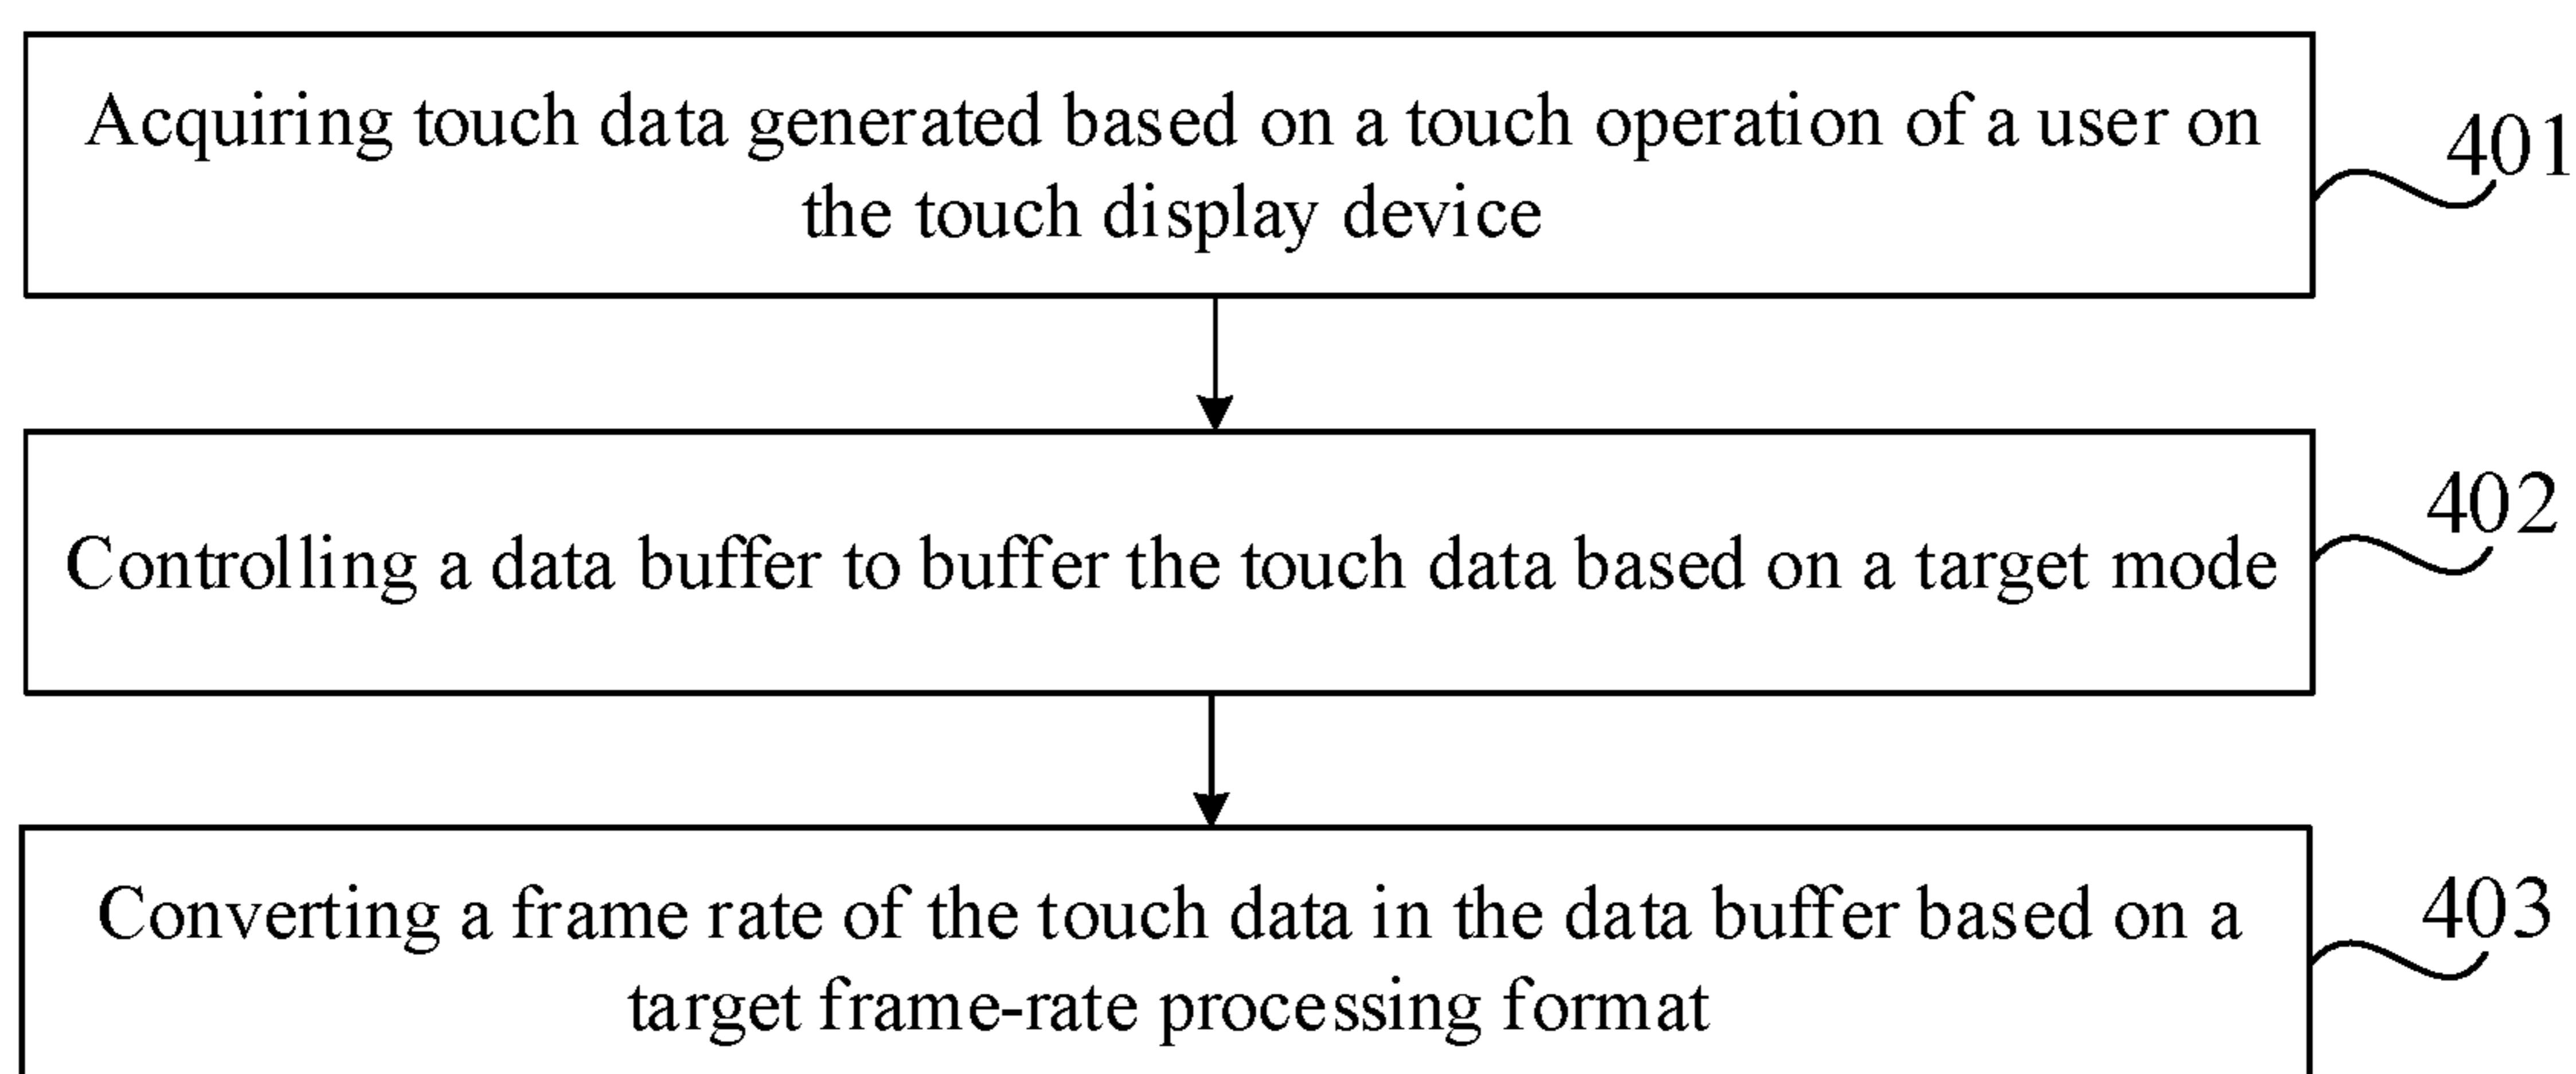 Acquiring touch data generated based on a touch operation of a user on
the touch display device
401
Controlling a data buffer to buffer the touch data based on a target mode
402
Converting a frame rate of the touch data in the data buffer based on a
target frame-rate processing format
403